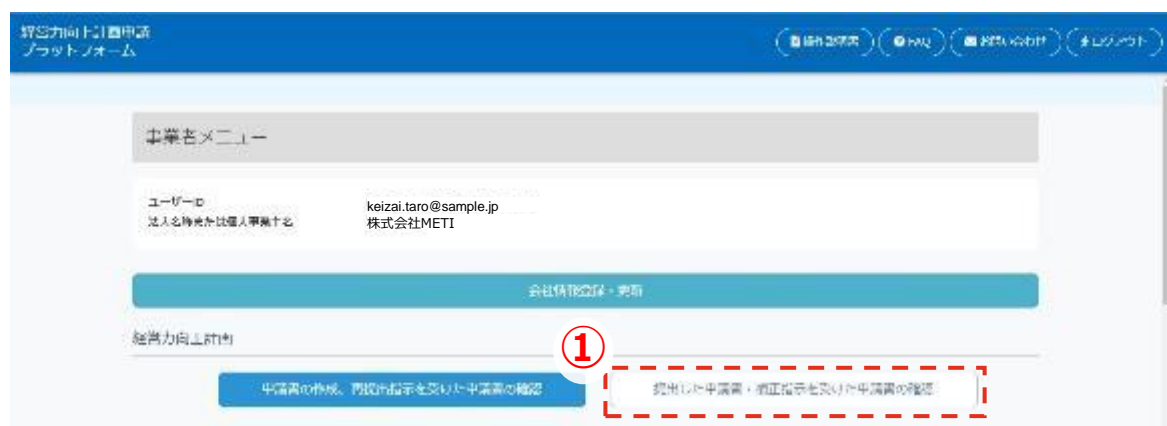 経営力向上計画申請
プラットフォーム
操作説明書
FAQ
お問い合わせ
ログアウト
事業者メニュー
ユーザーID
keizai.taro@sample.jp
法人名称または個人事業主名
株式会社METI
会社情報登録・更新
経営力向上計画
①
申請書の作成、再提出指示を受けた申請書の確認
提出した申請書・補正指示を受けた申請書の確認